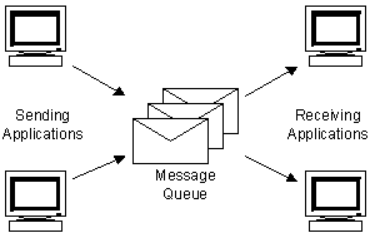 Sending
Applications
Receiving
Applications
Message
Queue